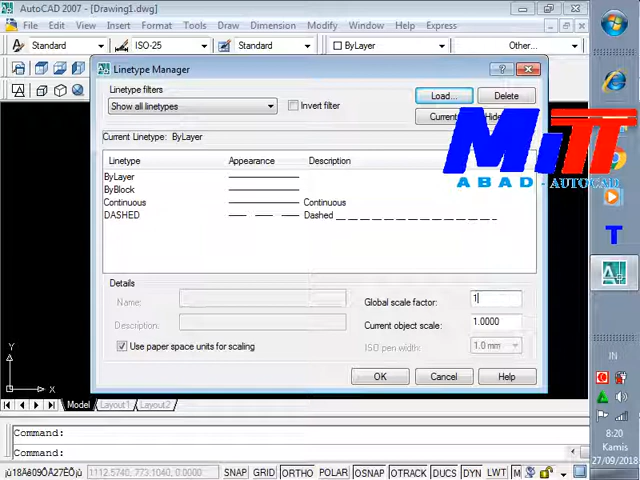 AutoCAD 2007 - [Drawing1.dwg]
File Edit View Insert Format Tools Draw Dimension Modify Window Help Express
Standard ISO-25 Standard ByLayer Other...
Linetype Manager
Linetype filters
Show all linetypes Invert filter Load... Delete
Current
Current Linetype: ByLayer
Linetype Appearance Description
ByLayer
ByBlock
Continuous Continuous
DASHED Dashed _ _ _ _ _ _ _ _ _ _ _ _ _ _ _ _
Details
Name: Global scale factor: 1
Description: Current object scale: 1.0000
Use paper space units for scaling ISO pen width: 1.0 mm
OK Cancel Help
MiTT
ABAD - AUTOCAD
T
Y
X
Model Layout1 Layout2
Command:
Command:
1112.5740, 773.1040, 0.0000 SNAP GRID ORTHO POLAR OSNAP OTRACK DUCS DYN LWT M
IN
8:20
Kamis
27/09/2018